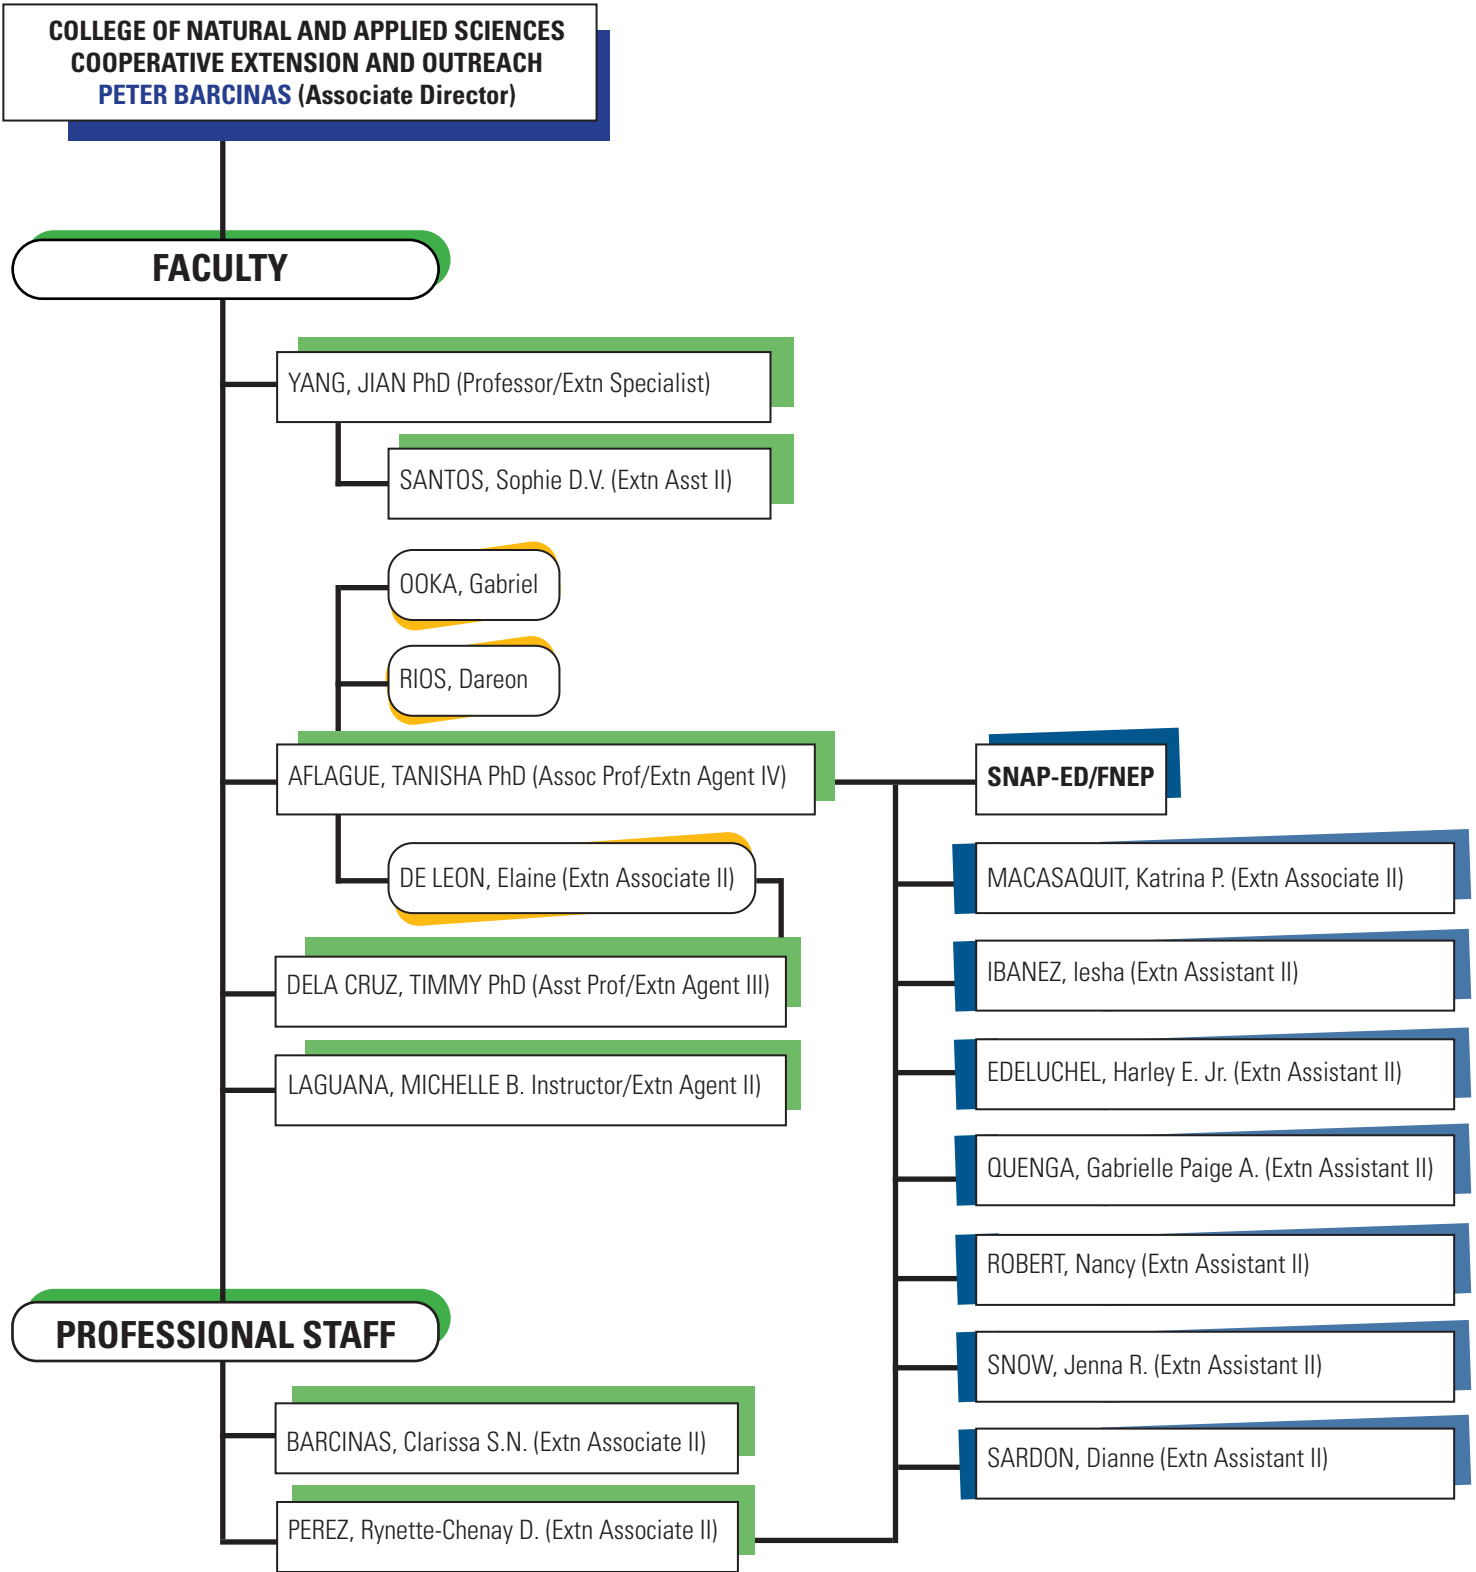 COLLEGE OF NATURAL AND APPLIED SCIENCES
COOPERATIVE EXTENSION AND OUTREACH
PETER BARCINAS (Associate Director)
FACULTY
YANG, JIAN PhD (Professor/Extn Specialist)
SANTOS, Sophie D.V. (Extn Asst II)
OOKA, Gabriel
RIOS, Dareon
AFLAGUE, TANISHA PhD (Assoc Prof/Extn Agent IV)
DE LEON, Elaine (Extn Associate II)
DELA CRUZ, TIMMY PhD (Asst Prof/Extn Agent III)
LAGUANA, MICHELLE B. Instructor/Extn Agent II)
SNAP-ED/FNEP
MACASAQUIT, Katrina P. (Extn Associate II)
IBANEZ, Iesha (Extn Assistant II)
EDELUCHEL, Harley E. Jr. (Extn Assistant II)
QUENGA, Gabrielle Paige A. (Extn Assistant II)
ROBERT, Nancy (Extn Assistant II)
SNOW, Jenna R. (Extn Assistant II)
SARDON, Dianne (Extn Assistant II)
PROFESSIONAL STAFF
BARCINAS, Clarissa S.N. (Extn Associate II)
PEREZ, Rynette-Chenay D. (Extn Associate II)